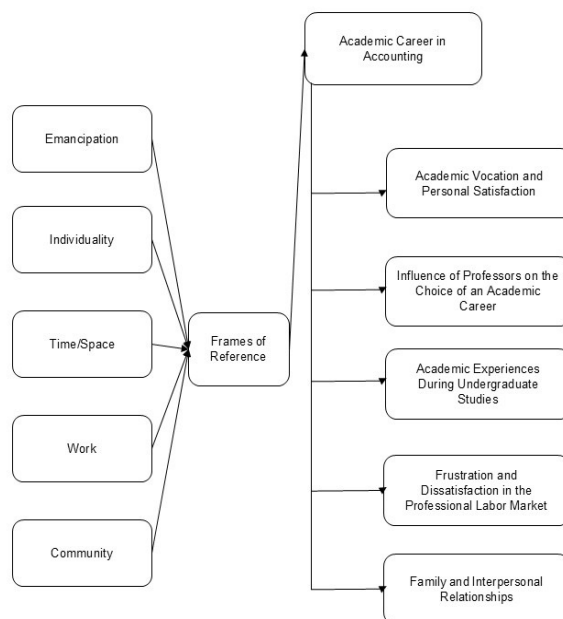 Academic Career in
Accounting
Emancipation
Individuality
Time/Space
Work
Community
Frames of
Reference
Academic Vocation and
Personal Satisfaction
Influence of Professors on the
Choice of an Academic
Career
Academic Experiences
During Undergraduate
Studies
Frustration and
Dissatisfaction in the
Professional Labor Market
Family and Interpersonal
Relationships